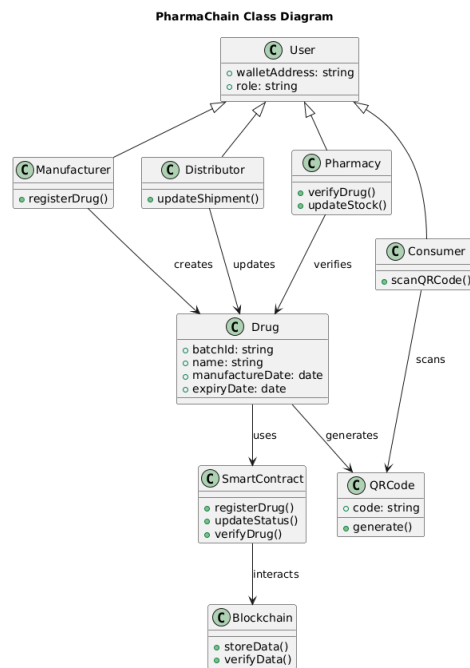 PharmaChain Class Diagram
C User
walletAddress: string
role: string
C Manufacturer
registerDrug()
C Distributor
updateShipment()
C Pharmacy
verifyDrug()
updateStock()
C Consumer
scanQRCode()
creates
updates
verifies
scans
C Drug
batchId: string
name: string
manufactureDate: date
expiryDate: date
uses
generates
C SmartContract
registerDrug()
updateStatus()
verifyDrug()
C QRCode
code: string
generate()
interacts
C Blockchain
storeData()
verifyData()